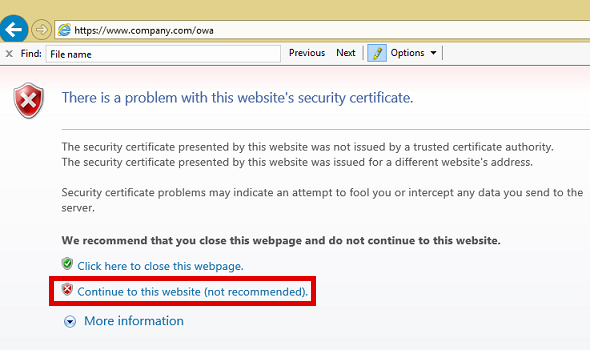 https://www.company.com/owa
x Find: File name Previous Next Options
There is a problem with this website's security certificate.
The security certificate presented by this website was not issued by a trusted certificate authority.
The security certificate presented by this website was issued for a different website's address.
Security certificate problems may indicate an attempt to fool you or intercept any data you send to the
server.
We recommend that you close this webpage and do not continue to this website.
Click here to close this webpage.
Continue to this website (not recommended).
More information